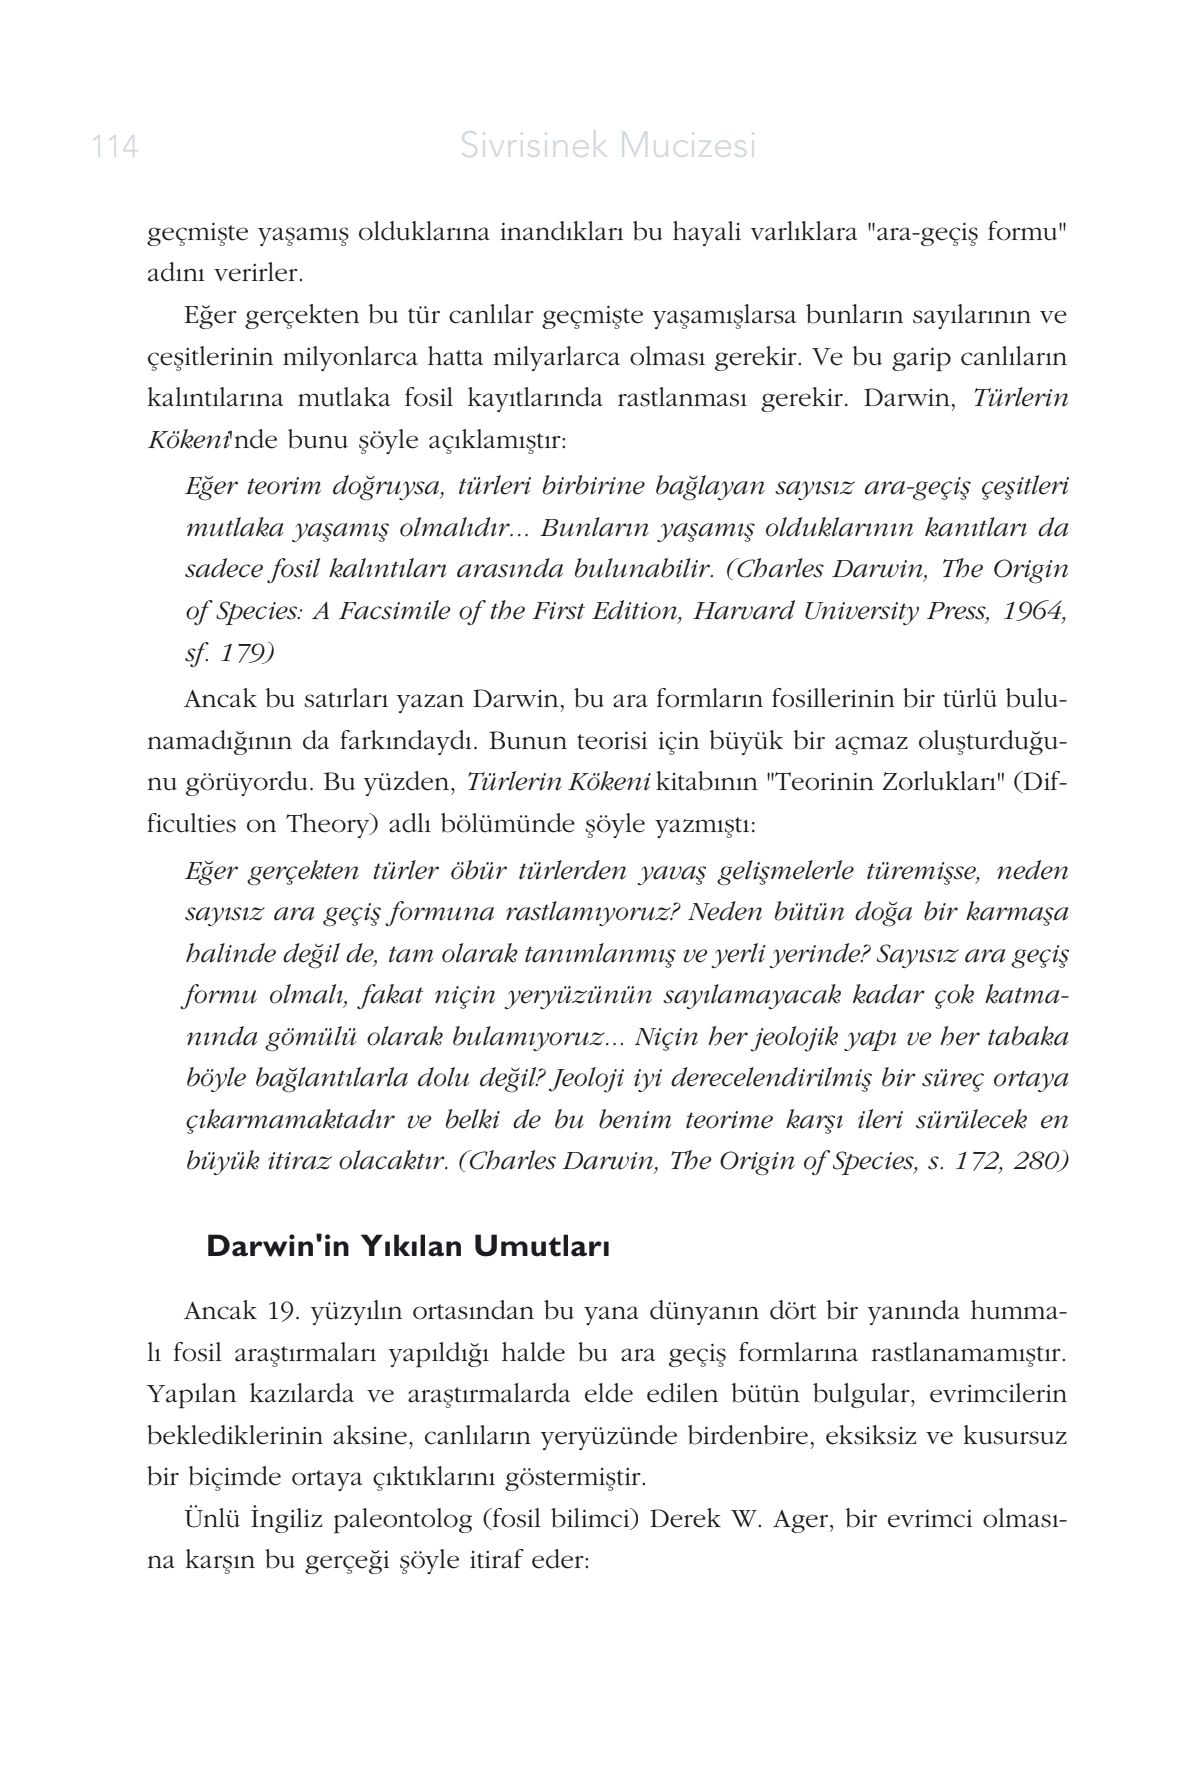 114
Sivrisinek Mucizesi
geçmişte yaşamış olduklarına inandıkları bu hayali varlıklara "ara-geçiş formu"
adını verirler.
Eğer gerçekten bu tür canlılar geçmişte yaşamışlarsa bunların sayılarının ve
çeşitlerinin milyonlarca hatta milyarlarca olması gerekir. Ve bu garip canlıların
kalıntılarına mutlaka fosil kayıtlarında rastlanması gerekir. Darwin, Türlerin
Kökeni'nde bunu şöyle açıklamıştır:
Eğer teorim doğruysa, türleri birbirine bağlayan sayısız ara-geçiş çeşitleri
mutlaka yaşamış olmalıdır... Bunların yaşamış olduklarının kanıtları da
sadece fosil kalıntıları arasında bulunabilir. (Charles Darwin, The Origin
of Species: A Facsimile of the First Edition, Harvard University Press, 1964,
sf. 179)
Ancak bu satırları yazan Darwin, bu ara formların fosillerinin bir türlü bulu-
namadığının da farkındaydı. Bunun teorisi için büyük bir açmaz oluşturduğu-
nu görüyordu. Bu yüzden, Türlerin Kökeni kitabının "Teorinin Zorlukları" (Dif-
ficulties on Theory) adlı bölümünde şöyle yazmıştı:
Eğer gerçekten türler öbür türlerden yavaş gelişmelerle türemişse, neden
sayısız ara geçiş formuna rastlamıyoruz? Neden bütün doğa bir karmaşa
halinde değil de, tam olarak tanımlanmış ve yerli yerinde? Sayısız ara geçiş
formu olmalı, fakat niçin yeryüzünün sayılamayacak kadar çok katma-
nında gömülü olarak bulamıyoruz... Niçin her jeolojik yapı ve her tabaka
böyle bağlantılarla dolu değil? Jeoloji iyi derecelendirilmiş bir süreç ortaya
çıkarmamaktadır ve belki de bu benim teorime karşı ileri sürülecek en
büyük itiraz olacaktır. (Charles Darwin, The Origin of Species, s. 172, 280)
Darwin'in Yıkılan Umutları
Ancak 19. yüzyılın ortasından bu yana dünyanın dört bir yanında humma-
lı fosil araştırmaları yapıldığı halde bu ara geçiş formlarına rastlanamamıştır.
Yapılan kazılarda ve araştırmalarda elde edilen bütün bulgular, evrimcilerin
beklediklerinin aksine, canlıların yeryüzünde birdenbire, eksiksiz ve kusursuz
bir biçimde ortaya çıktıklarını göstermiştir.
Ünlü İngiliz paleontolog (fosil bilimci) Derek W. Ager, bir evrimci olması-
na karşın bu gerçeği şöyle itiraf eder: